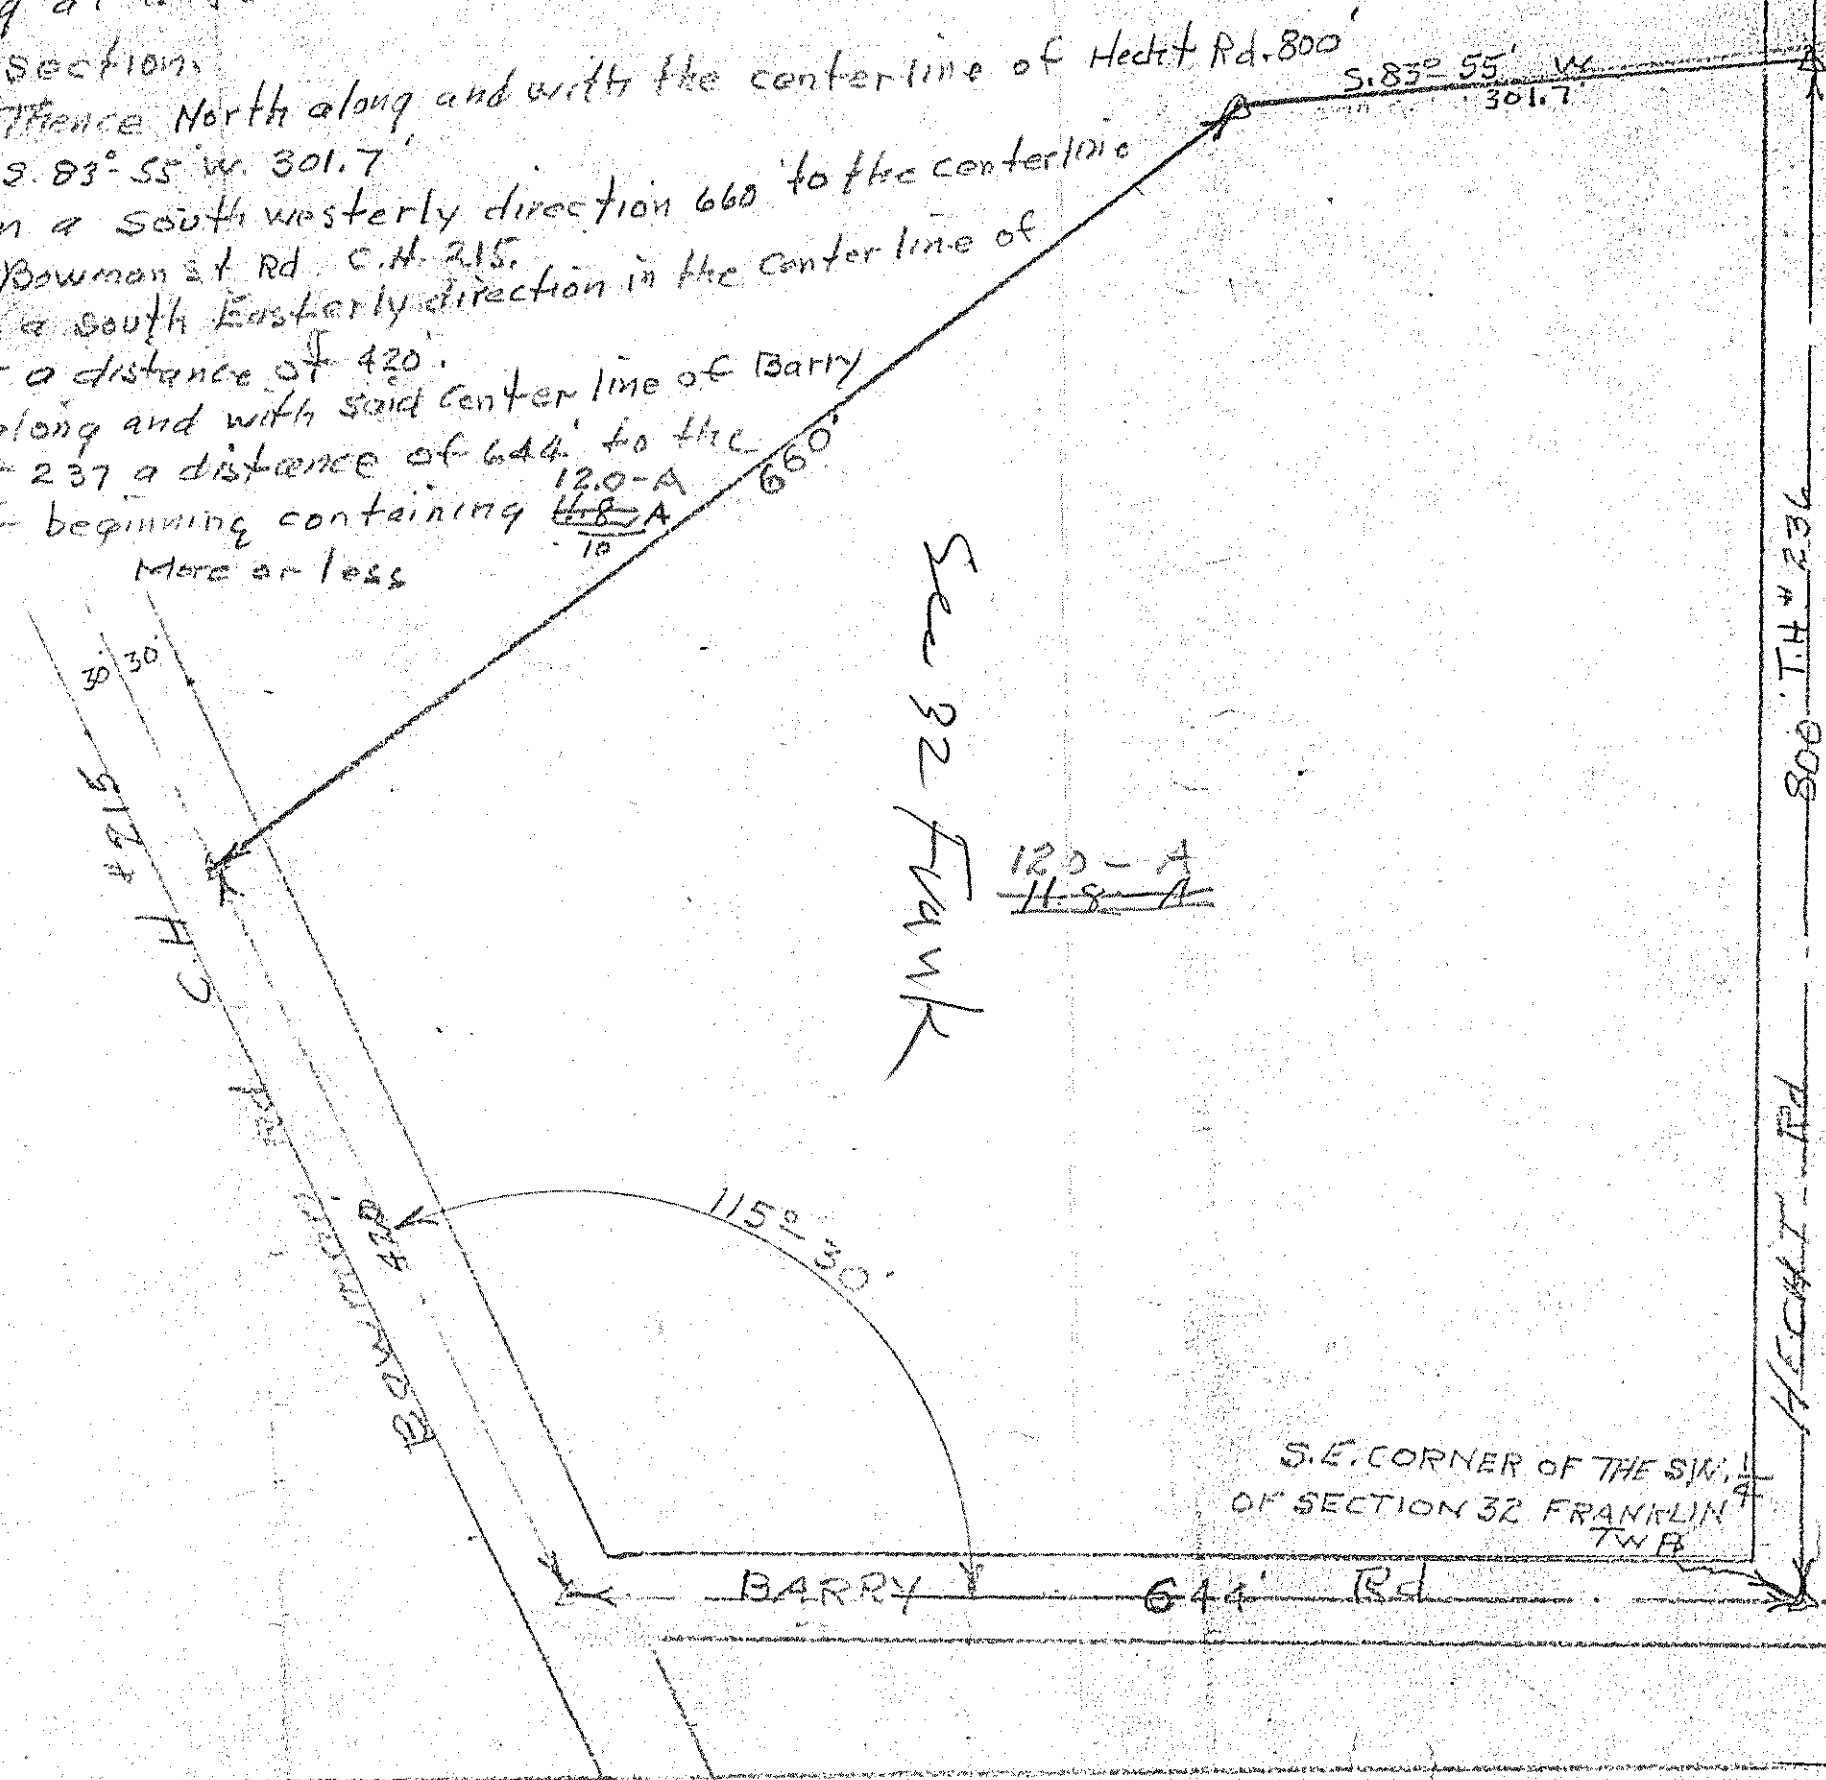 Section.
Thence North along and with the centerline of Hecht Rd. 800'
S. 83°-55' W. 301.7'
a South westerly direction 660' to the centerline
Bowman st Rd. C.H. 215.
a South Easterly direction in the Center line of
a distance of 420'.
along and with said Center line of Barry
237 a distance of 644' to the
beginning containing 12.0-A
11.8 A
10
More or less
S. 83° 55' W
301.7'
660'
30' 30'
Sec 32 Frank
12.0 - A
11.8 - A
800' T.H # 236
HECHT - Rd
C.H #215
Bowman Rd
420
115° 30'
S.E. CORNER OF THE S.W. 1/4
OF SECTION 32 FRANKLIN
TWP
BARRY 644' Rd